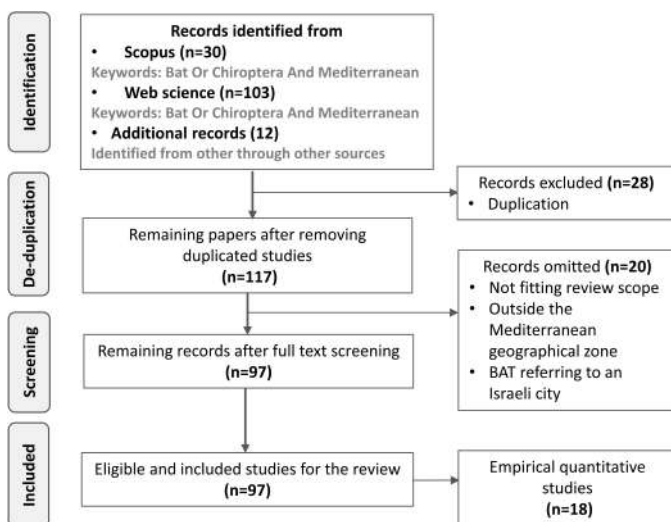 Identification
Records identified from
• Scopus (n=30)
Keywords: Bat Or Chiroptera And Mediterranean
• Web science (n=103)
Keywords: Bat Or Chiroptera And Mediterranean
• Additional records (12)
Identified from other through other sources
De-duplication
Records excluded (n=28)
• Duplication
Remaining papers after removing
duplicated studies
(n=117)
Records omitted (n=20)
• Not fitting review scope
• Outside the
Mediterranean
geographical zone
• BAT referring to an
Israeli city
Screening
Remaining records after full text screening
(n=97)
Included
Eligible and included studies for the review
(n=97)
Empirical quantitative
studies
(n=18)